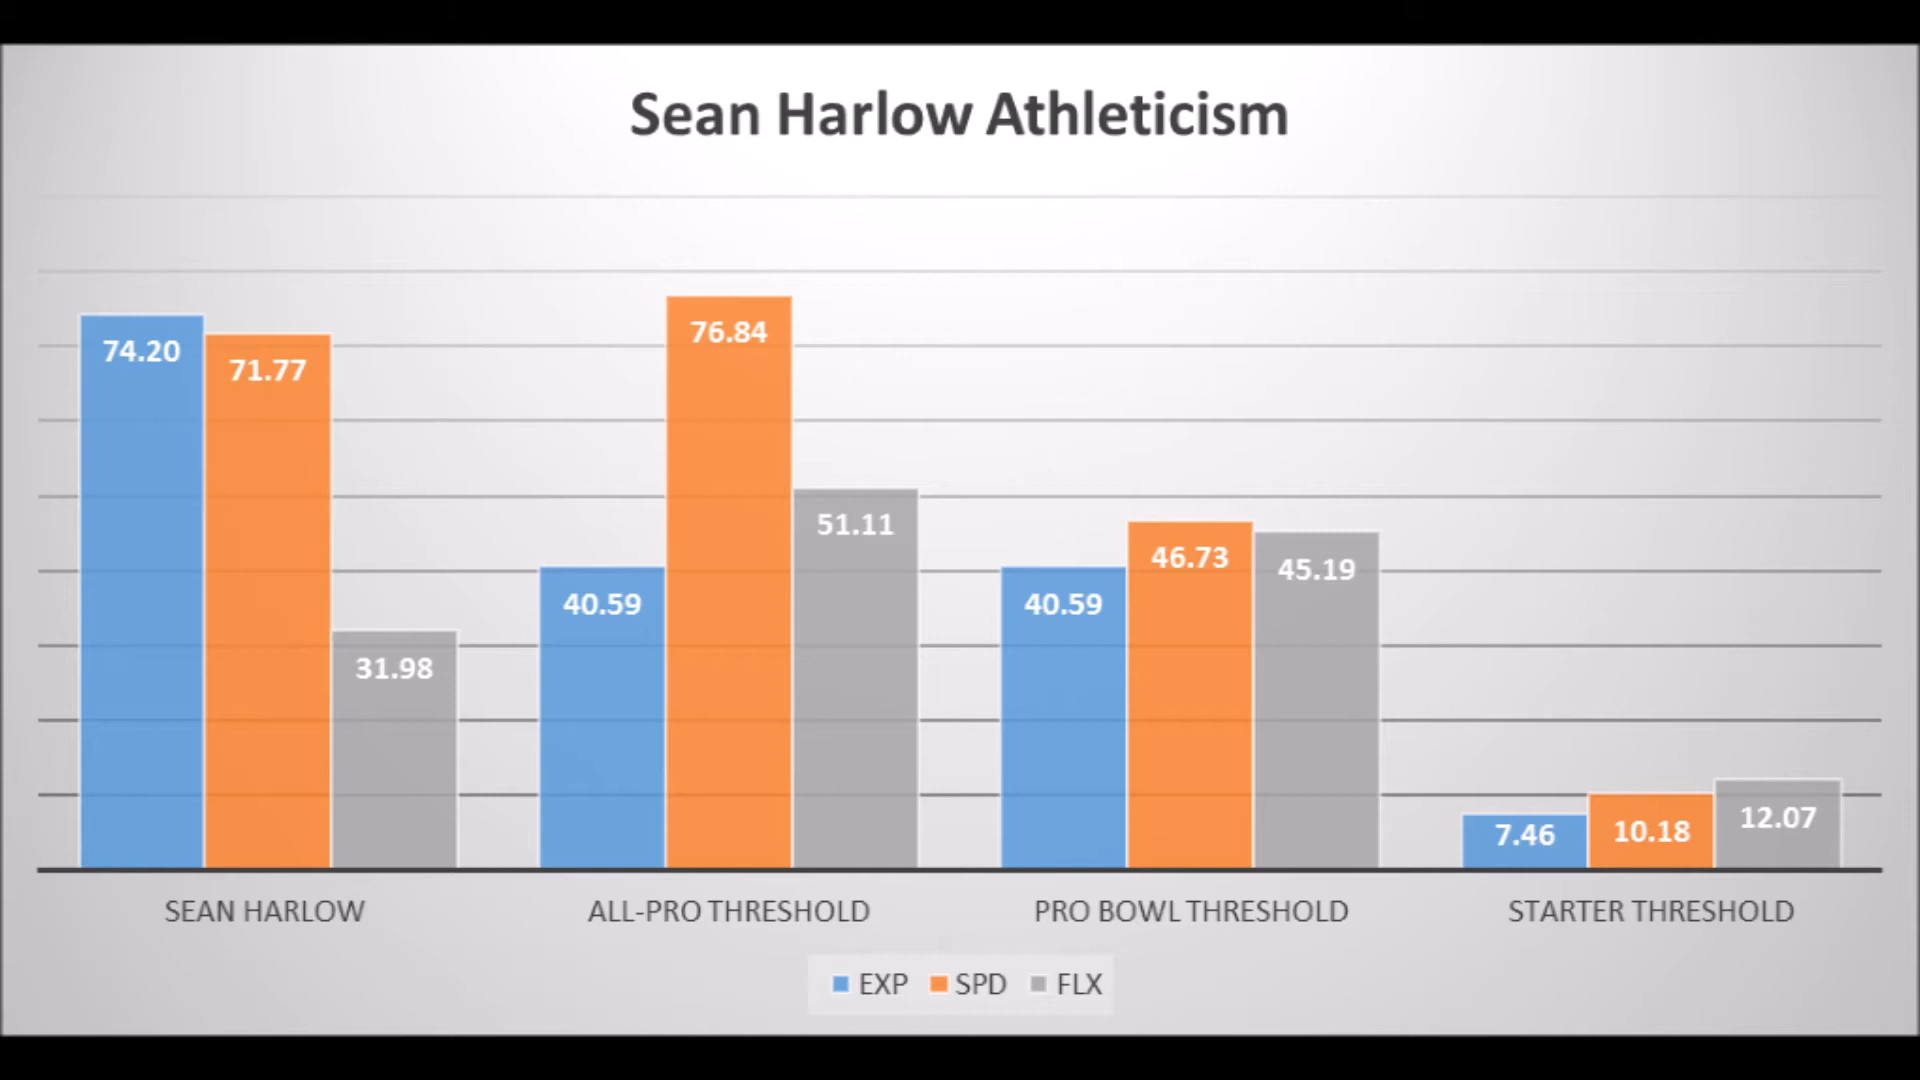 Sean Harlow Athleticism
74.20 71.77 31.98
40.59 76.84 51.11
40.59 46.73 45.19
7.46 10.18 12.07
SEAN HARLOW ALL-PRO THRESHOLD PRO BOWL THRESHOLD STARTER THRESHOLD
EXP SPD FLX